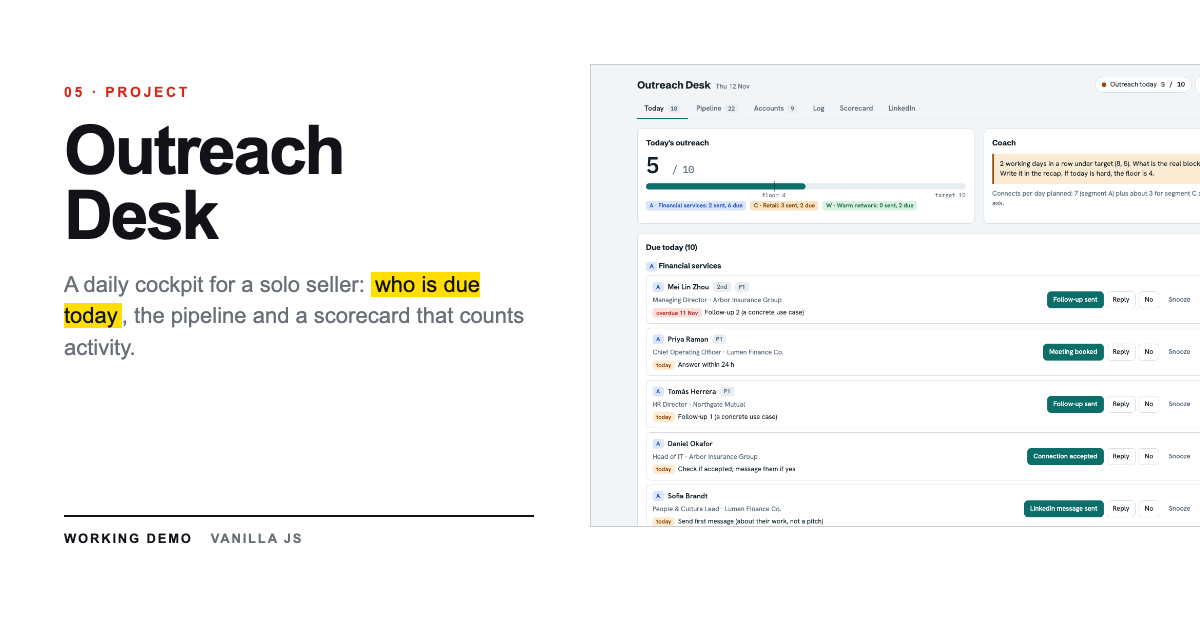 05 · PROJECT
Outreach
Desk
A daily cockpit for a solo seller: who is due
today, the pipeline and a scorecard that counts
activity.
WORKING DEMO VANILLA JS
Outreach Desk Thu 12 Nov
Outreach today 5 / 10
Today 10 Pipeline 22 Accounts 9 Log Scorecard LinkedIn
Today's outreach
5 / 10
floor 4 target 10
A · Financial services: 2 sent, 6 due C · Retail: 3 sent, 2 due W · Warm network: 0 sent, 2 due
Coach
2 working days in a row under target (8, 5). What is the real block
Write it in the recap. If today is hard, the floor is 4.
Connects per day planned: 7 (segment A) plus about 3 for segment C
ask.
Due today (10)
A Financial services
A Mei Lin Zhou 2nd P1
Managing Director · Arbor Insurance Group
overdue 11 Nov Follow-up 2 (a concrete use case)
Follow-up sent Reply No Snooze
A Priya Raman P1
Chief Operating Officer · Lumen Finance Co.
today Answer within 24 h
Meeting booked Reply No Snooze
A Tomás Herrera P1
HR Director · Northgate Mutual
today Follow-up 1 (a concrete use case)
Follow-up sent Reply No Snooze
A Daniel Okafor
Head of IT · Arbor Insurance Group
today Check if accepted; message them if yes
Connection accepted Reply No Snooze
A Sofia Brandt
People & Culture Lead · Lumen Finance Co.
today Send first message (about their work, not a pitch)
LinkedIn message sent Reply No Snooze